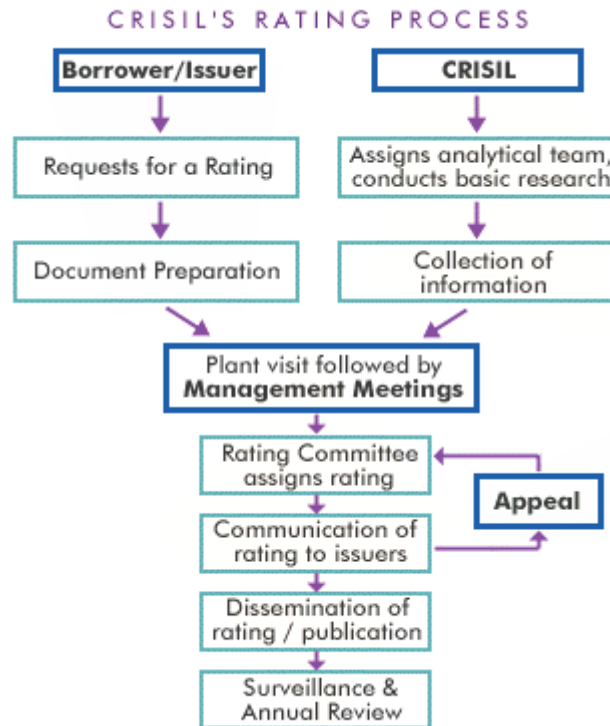 CRISIL'S RATING PROCESS
Borrower/Issuer
CRISIL
Requests for a Rating
Assigns analytical team,
conducts basic research
Document Preparation
Collection of
information
Plant visit followed by
Management Meetings
Rating Committee
assigns rating
Appeal
Communication of
rating to issuers
Dissemination of
rating / publication
Surveillance &
Annual Review